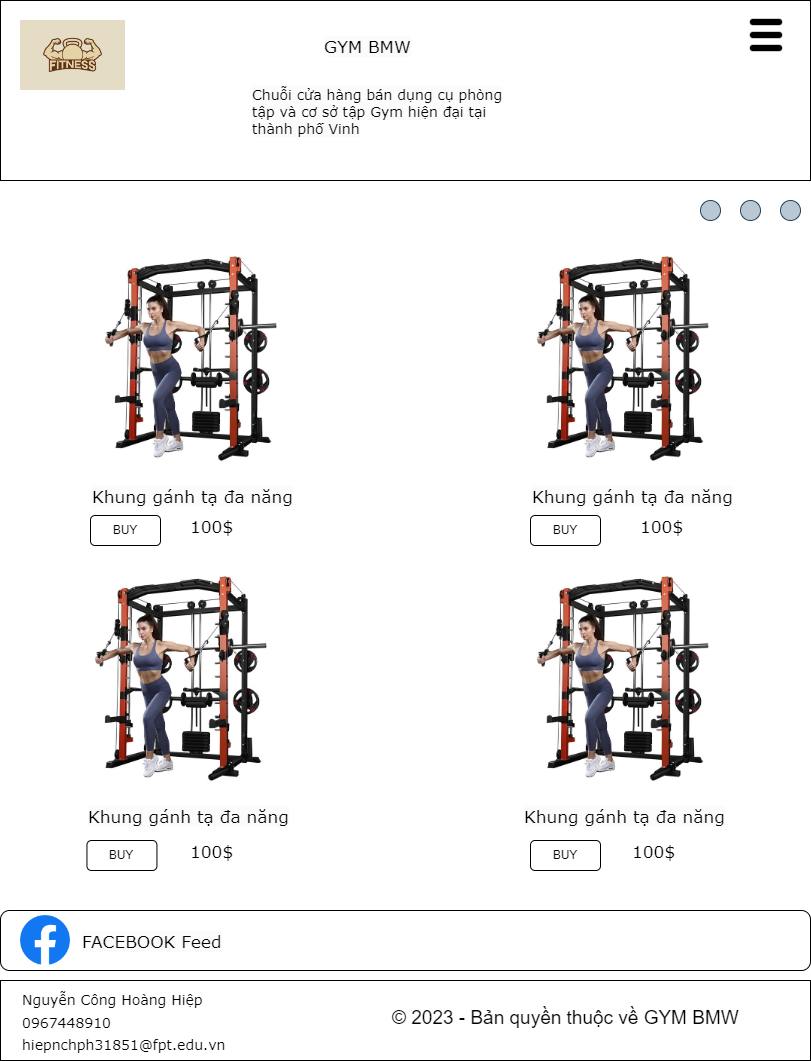 FITNESS
GYM BMW
Chuỗi cửa hàng bán dụng cụ phòng
tập và cơ sở tập Gym hiện đại tại
thành phố Vinh
Khung gánh tạ đa năng
Khung gánh tạ đa năng
BUY
100$
BUY
100$
Khung gánh tạ đa năng
Khung gánh tạ đa năng
BUY
100$
BUY
100$
FACEBOOK Feed
Nguyễn Công Hoàng Hiệp
0967448910
hiepnchph31851@fpt.edu.vn
© 2023 - Bản quyền thuộc về GYM BMW